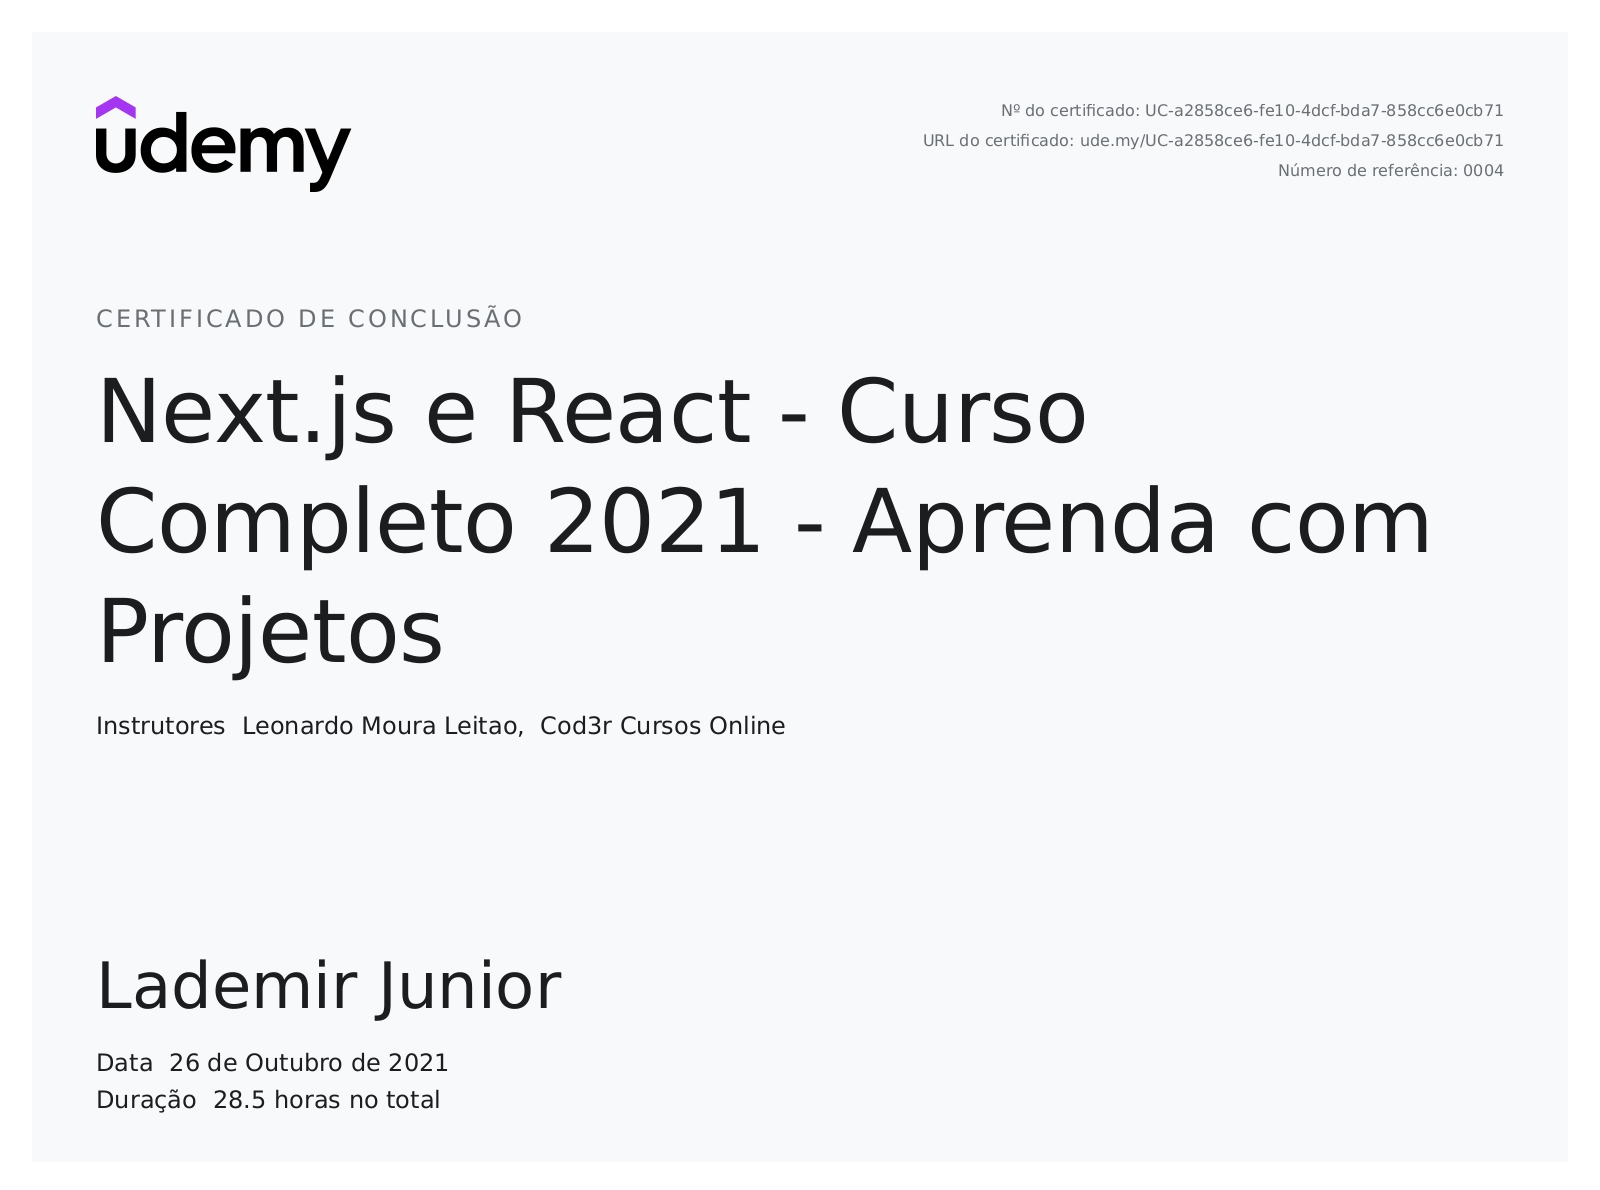 udemy
Nº do certificado: UC-a2858ce6-fe10-4dcf-bda7-858cc6e0cb71
URL do certificado: ude.my/UC-a2858ce6-fe10-4dcf-bda7-858cc6e0cb71
Número de referência: 0004
CERTIFICADO DE CONCLUSÃO
Next.js e React - Curso
Completo 2021 - Aprenda com
Projetos
Instrutores Leonardo Moura Leitao, Cod3r Cursos Online
Lademir Junior
Data 26 de Outubro de 2021
Duração 28.5 horas no total